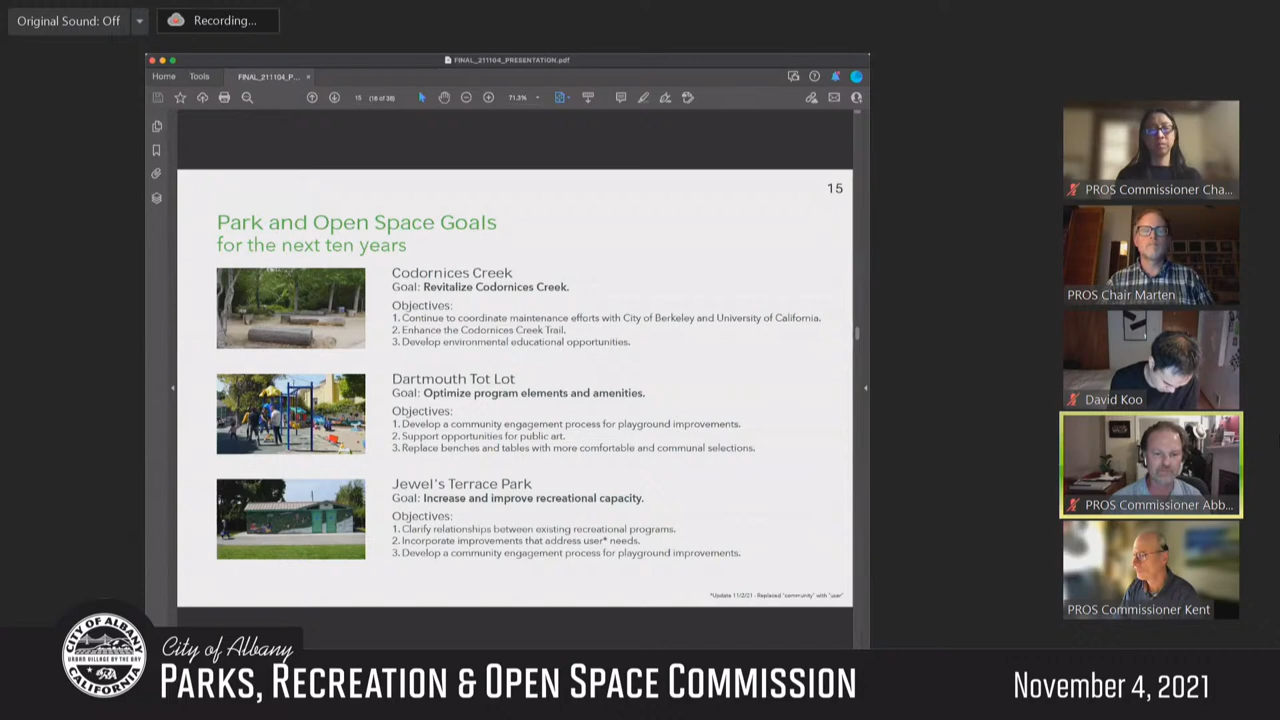 Original Sound: Off
Recording...
FINAL_211104_PRESENTATION.pdf
Home Tools FINAL_211104_P... ×
15 (16 of 38) 71.3%
15
Park and Open Space Goals
for the next ten years
Codornices Creek
Goal: Revitalize Codornices Creek.
Objectives:
1. Continue to coordinate maintenance efforts with City of Berkeley and University of California.
2. Enhance the Codornices Creek Trail.
3. Develop environmental educational opportunities.
Dartmouth Tot Lot
Goal: Optimize program elements and amenities.
Objectives:
1. Develop a community engagement process for playground improvements.
2. Support opportunities for public art.
3. Replace benches and tables with more comfortable and communal selections.
Jewel's Terrace Park
Goal: Increase and improve recreational capacity.
Objectives:
1. Clarify relationships between existing recreational programs.
2. Incorporate improvements that address user* needs.
3. Develop a community engagement process for playground improvements.
*Update 11/2/21 - Replaced "community" with "user"
PROS Commissioner Cha...
PROS Chair Marten
David Koo
PROS Commissioner Abb...
PROS Commissioner Kent
CITY OF ALBANY
URBAN VILLAGE BY THE BAY
CALIFORNIA
City of Albany
PARKS, RECREATION & OPEN SPACE COMMISSION
November 4, 2021